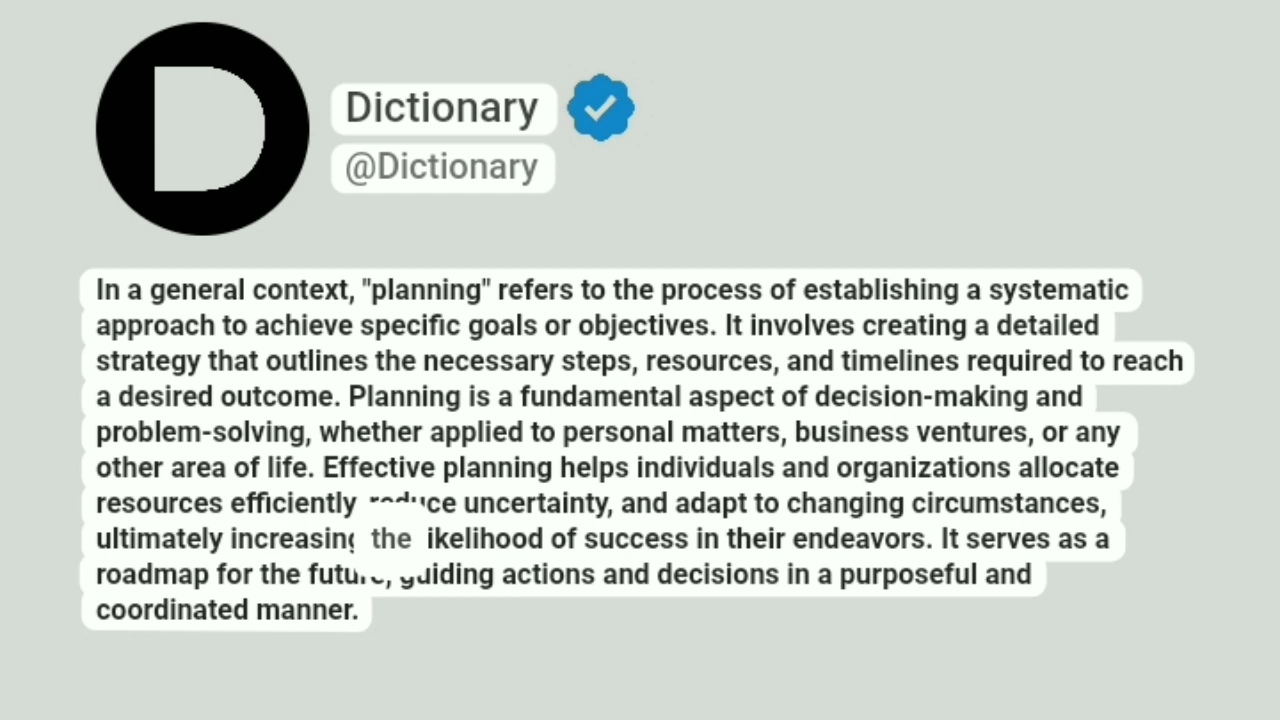 D
Dictionary
@Dictionary
In a general context, "planning" refers to the process of establishing a systematic
approach to achieve specific goals or objectives. It involves creating a detailed
strategy that outlines the necessary steps, resources, and timelines required to reach
a desired outcome. Planning is a fundamental aspect of decision-making and
problem-solving, whether applied to personal matters, business ventures, or any
other area of life. Effective planning helps individuals and organizations allocate
resources efficiently reduce uncertainty, and adapt to changing circumstances,
ultimately increasing the ikelihood of success in their endeavors. It serves as a
roadmap for the future, guiding actions and decisions in a purposeful and
coordinated manner.